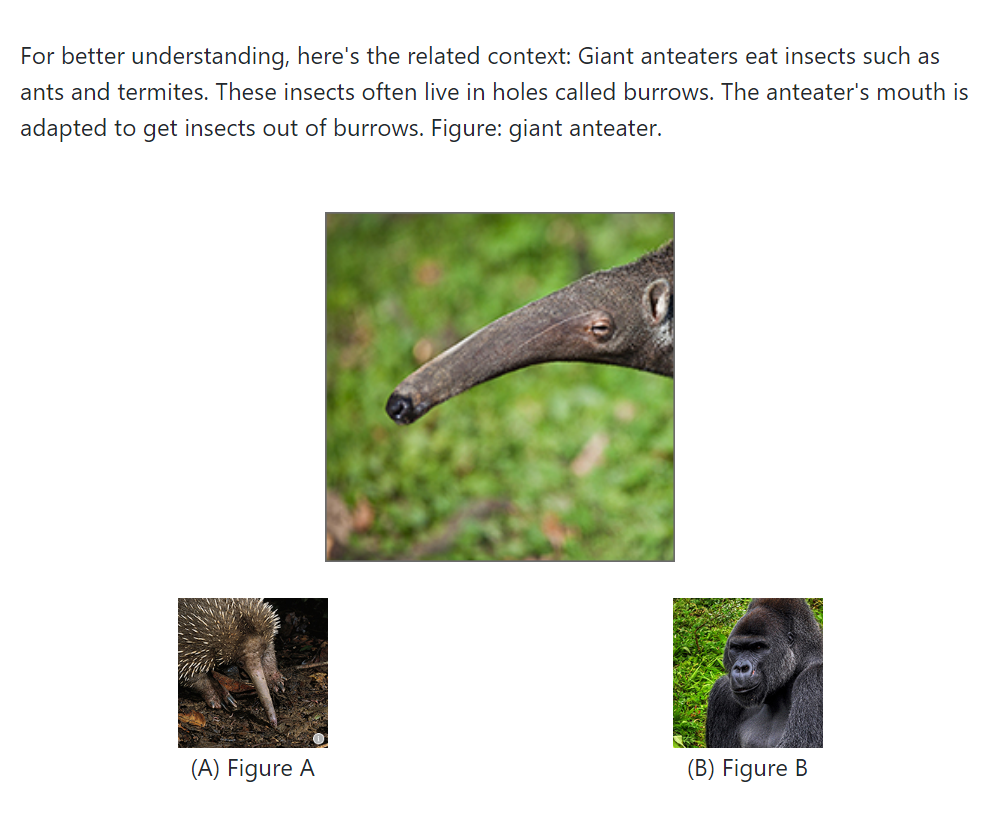 For better understanding, here's the related context: Giant anteaters eat insects such as
ants and termites. These insects often live in holes called burrows. The anteater's mouth is
adapted to get insects out of burrows. Figure: giant anteater.
(A) Figure A
(B) Figure B